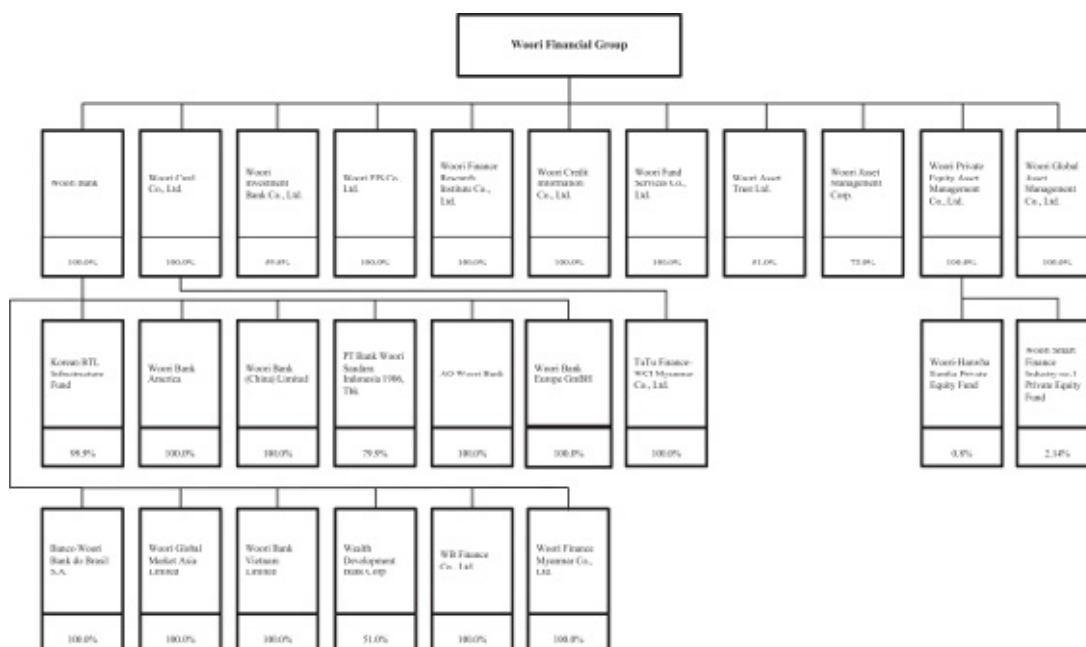 Woori Financial Group
Woori Bank
Woori Card
Co., Ltd.
Woori
Investment
Bank Co., Ltd.
Woori FIS Co.,
Ltd.
Woori Finance
Research
Institute Co.,
Ltd.
Woori Credit
Information
Co., Ltd.
Woori Fund
Services Co.,
Ltd.
Woori Asset
Trust Ltd.
Woori Asset
Management
Corp.
Woori Private
Equity Asset
Management
Co., Ltd.
Woori Global
Asset
Management
Co., Ltd.
100.0%
100.0%
100.0%
100.0%
100.0%
100.0%
51.0%
100.0%
100.0%
Korean BTL
Infrastructure
Fund
Woori Bank
America
Woori Bank
(China) Limited
PT Bank Woori
Saudara
Indonesia 1906,
Tbk
AO Woori Bank
Woori Bank
Europe GmbH
TuTu Finance-
WCI Myanmar
Co., Ltd.
Woori-Hanwha
Eureka Private
Equity Fund
Woori Smart
Finance
Industry no.1
Private Equity
Fund
99.9%
100.0%
100.0%
79.9%
100.0%
100.0%
100.0%
0.8%
2.14%
Banco Woori
Bank do Brasil
S.A.
Woori Global
Market Asia
Limited
Woori Bank
Vietnam
Limited
Wealth
Development
Bank Corp
WB Finance
Co., Ltd
Woori Finance
Myanmar Co.,
Ltd.
100.0%
100.0%
100.0%
51.0%
100.0%
100.0%